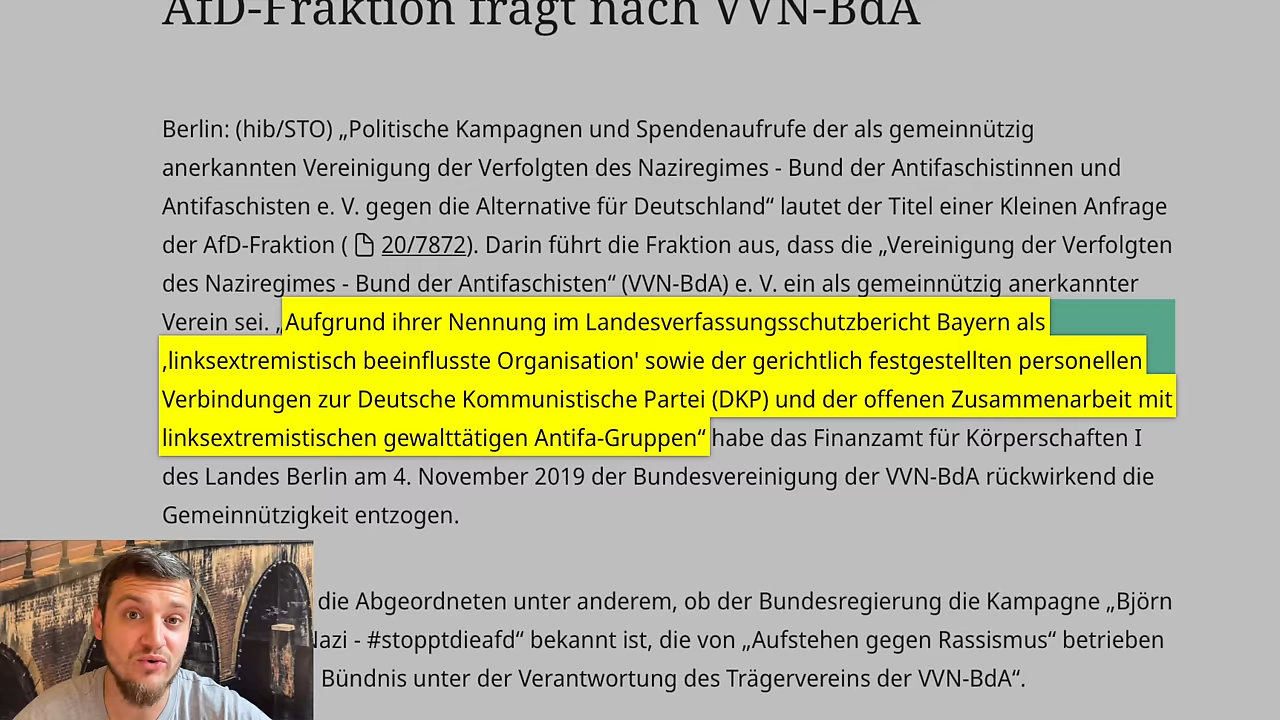 AfD-Fraktion fragt nach VVN-BdA
Berlin: (hib/STO) „Politische Kampagnen und Spendenaufrufe der als gemeinnützig
anerkannten Vereinigung der Verfolgten des Naziregimes - Bund der Antifaschistinnen und
Antifaschisten e. V. gegen die Alternative für Deutschland“ lautet der Titel einer Kleinen Anfrage
der AfD-Fraktion ( 20/7872). Darin führt die Fraktion aus, dass die „Vereinigung der Verfolgten
des Naziregimes - Bund der Antifaschisten“ (VVN-BdA) e. V. ein als gemeinnützig anerkannter
Verein sei. „Aufgrund ihrer Nennung im Landesverfassungsschutzbericht Bayern als
‚linksextremistisch beeinflusste Organisation' sowie der gerichtlich festgestellten personellen
Verbindungen zur Deutsche Kommunistische Partei (DKP) und der offenen Zusammenarbeit mit
linksextremistischen gewalttätigen Antifa-Gruppen“ habe das Finanzamt für Körperschaften I
des Landes Berlin am 4. November 2019 der Bundesvereinigung der VVN-BdA rückwirkend die
Gemeinnützigkeit entzogen.
die Abgeordneten unter anderem, ob der Bundesregierung die Kampagne „Björn
Nazi - #stopptdieafd“ bekannt ist, die von „Aufstehen gegen Rassismus“ betrieben
Bündnis unter der Verantwortung des Trägervereins der VVN-BdA“.